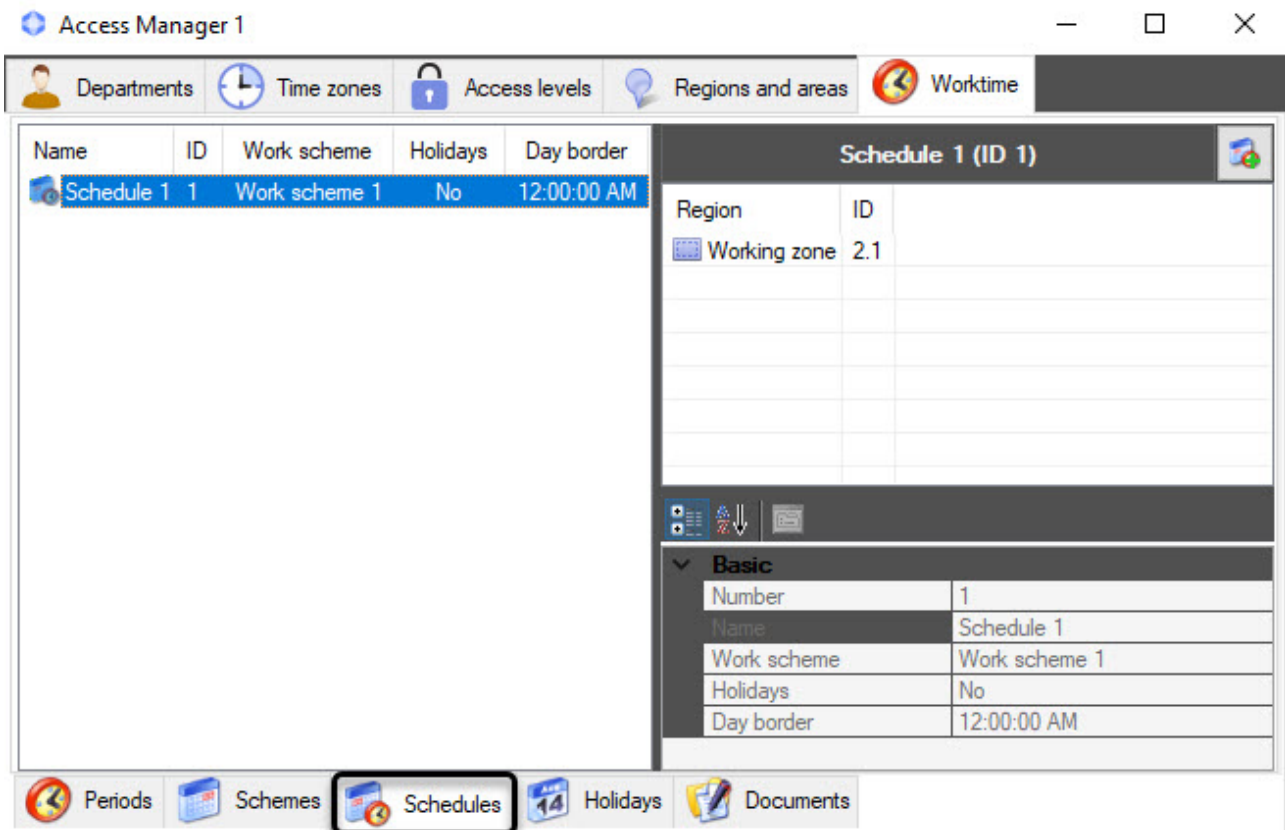 Access Manager 1
Departments Time zones Access levels Regions and areas Worktime
Name ID Work scheme Holidays Day border
Schedule 1 1 Work scheme 1 No 12:00:00 AM
Schedule 1 (ID 1)
Region ID
Working zone 2.1
Basic
Number 1
Name Schedule 1
Work scheme Work scheme 1
Holidays No
Day border 12:00:00 AM
Periods Schemes Schedules 14 Holidays Documents